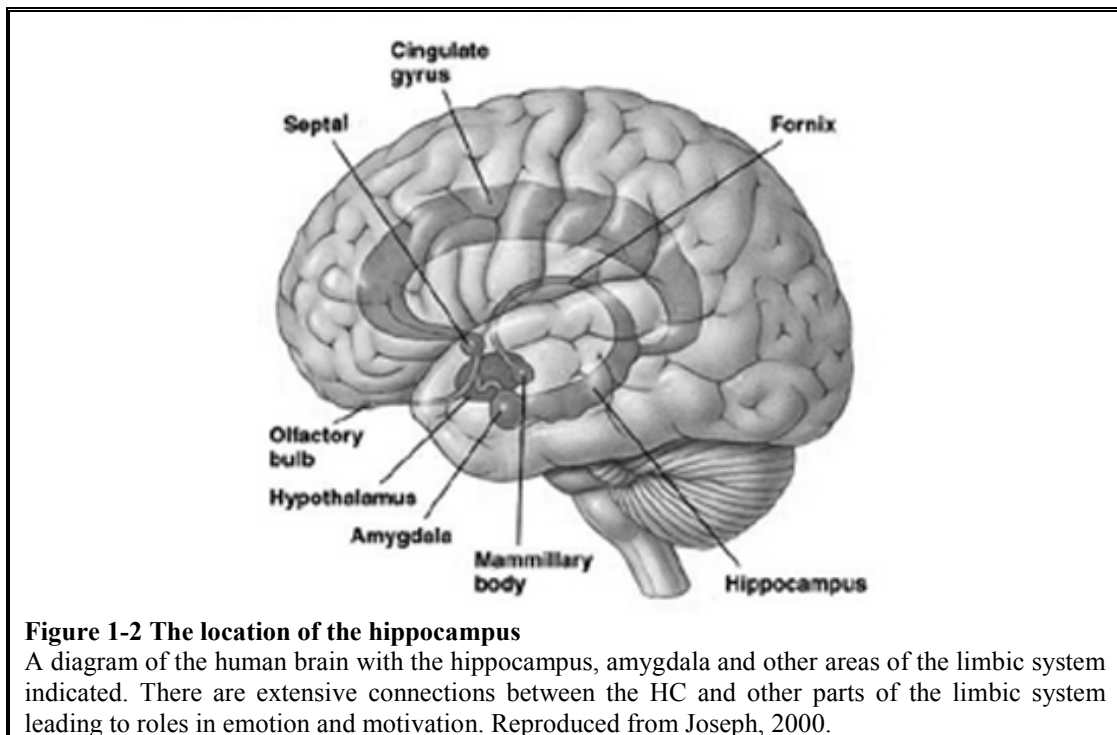 Cingulate
gyrus
Septal
Fornix
Olfactory
bulb
Hypothalamus
Amygdala
Mammillary
body
Hippocampus
Figure 1-2 The location of the hippocampus
A diagram of the human brain with the hippocampus, amygdala and other areas of the limbic system
indicated. There are extensive connections between the HC and other parts of the limbic system
leading to roles in emotion and motivation. Reproduced from Joseph, 2000.